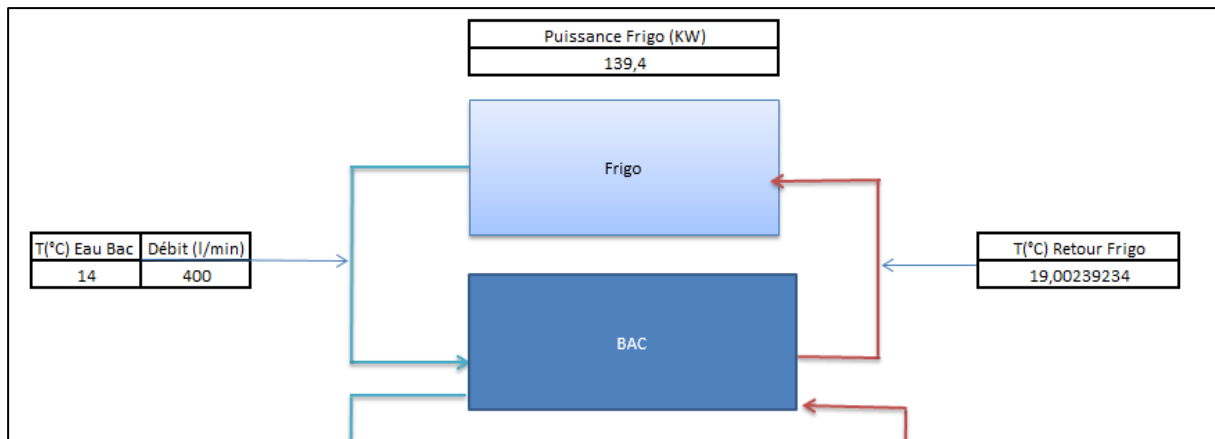 Puissance Frigo (KW)
139,4
Frigo
T(°C) Eau Bac Débit (l/min)
14 400
T(°C) Retour Frigo
19,00239234
BAC